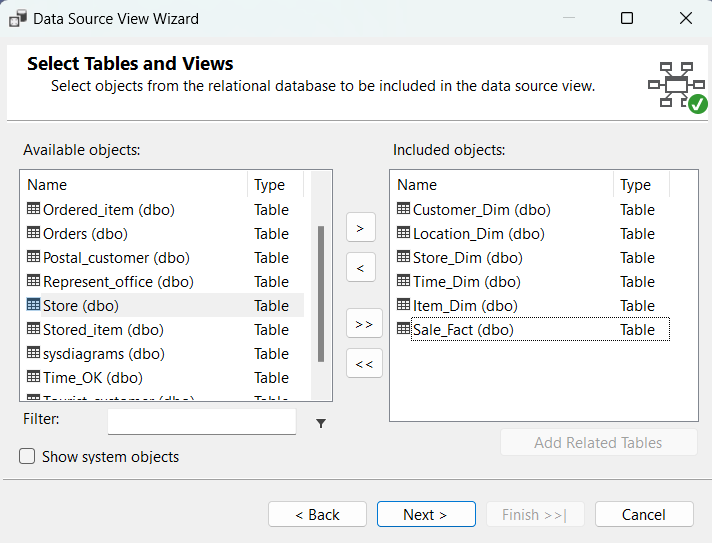 Data Source View Wizard
Select Tables and Views
Select objects from the relational database to be included in the data source view.
Available objects:
Name Type
Ordered_item (dbo) Table
Orders (dbo) Table
Postal_customer (dbo) Table
Represent_office (dbo) Table
Store (dbo) Table
Stored_item (dbo) Table
sysdiagrams (dbo) Table
Time_OK (dbo) Table
Filter:
Show system objects
>
<
>>
<<
Included objects:
Name Type
Customer_Dim (dbo) Table
Location_Dim (dbo) Table
Store_Dim (dbo) Table
Time_Dim (dbo) Table
Item_Dim (dbo) Table
Sale_Fact (dbo) Table
Add Related Tables
< Back
Next >
Finish >>|
Cancel